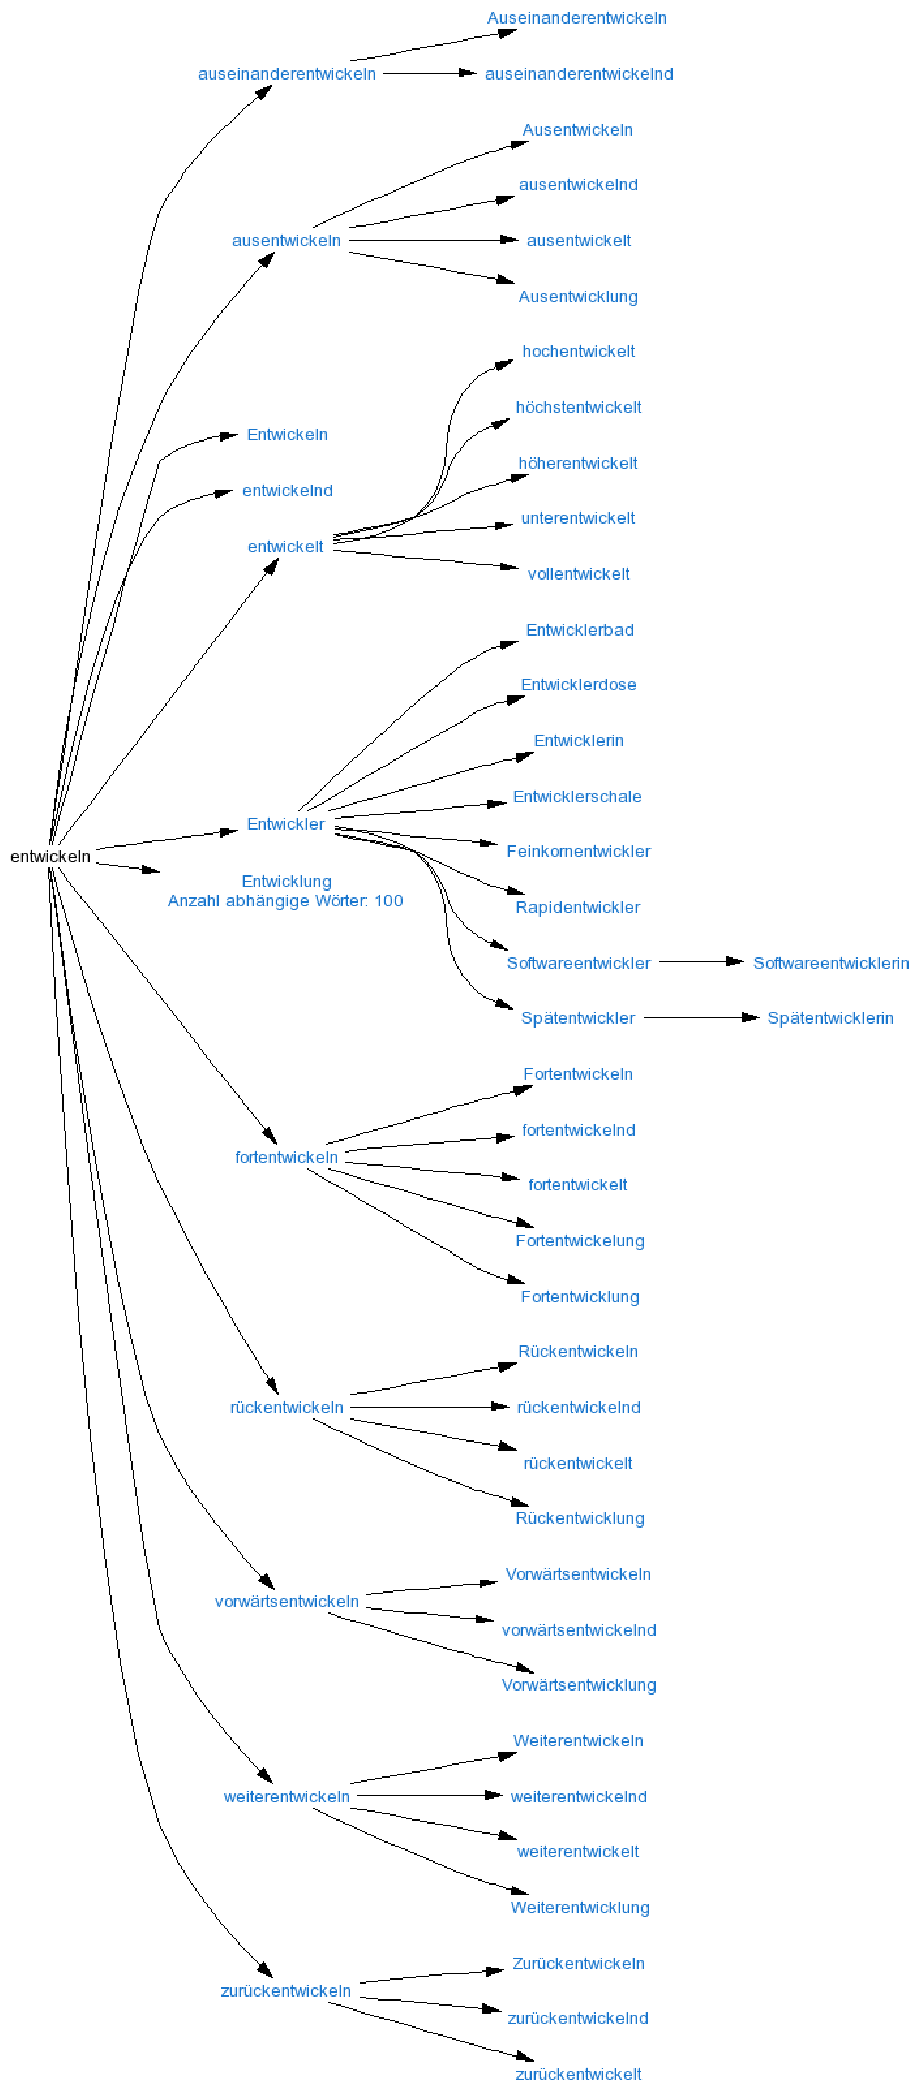 Auseinanderentwickeln
auseinanderentwickeln
auseinanderentwickelnd
Ausentwickeln
ausentwickelnd
ausentwickeln
ausentwickelt
Ausentwicklung
hochentwickelt
höchstentwickelt
Entwickeln
höherentwickelt
entwickelnd
unterentwickelt
entwickelt
vollentwickelt
Entwicklerbad
Entwicklerdose
Entwicklerin
Entwicklerschale
Entwickler
Feinkornentwickler
entwickeln
Entwicklung
Anzahl abhängige Wörter: 100
Rapidentwickler
Softwareentwickler
Softwareentwicklerin
Spätentwickler
Spätentwicklerin
Fortentwickeln
fortentwickelnd
fortentwickeln
fortentwickelt
Fortentwickelung
Fortentwicklung
Rückentwickeln
rückentwickeln
rückentwickelnd
rückentwickelt
Rückentwicklung
Vorwärtsentwickeln
vorwärtsentwickeln
vorwärtsentwickelnd
Vorwärtsentwicklung
Weiterentwickeln
weiterentwickeln
weiterentwickelnd
weiterentwickelt
Weiterentwicklung
Zurückentwickeln
zurückentwickeln
zurückentwickelnd
zurückentwickelt